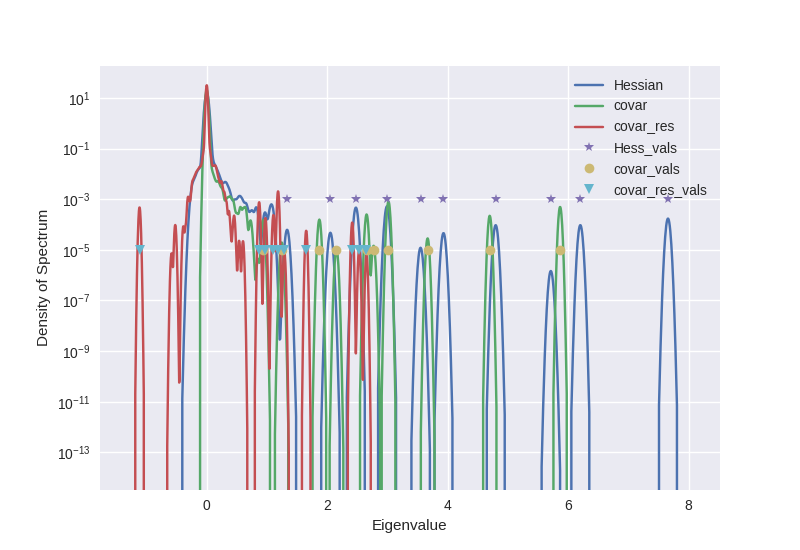 Hessian
covar
covar_res
Hess_vals
covar_vals
covar_res_vals
10^1
10^−1
10^−3
10^−5
10^−7
10^−9
10^−11
10^−13
Density of Spectrum
0 2 4 6 8
Eigenvalue